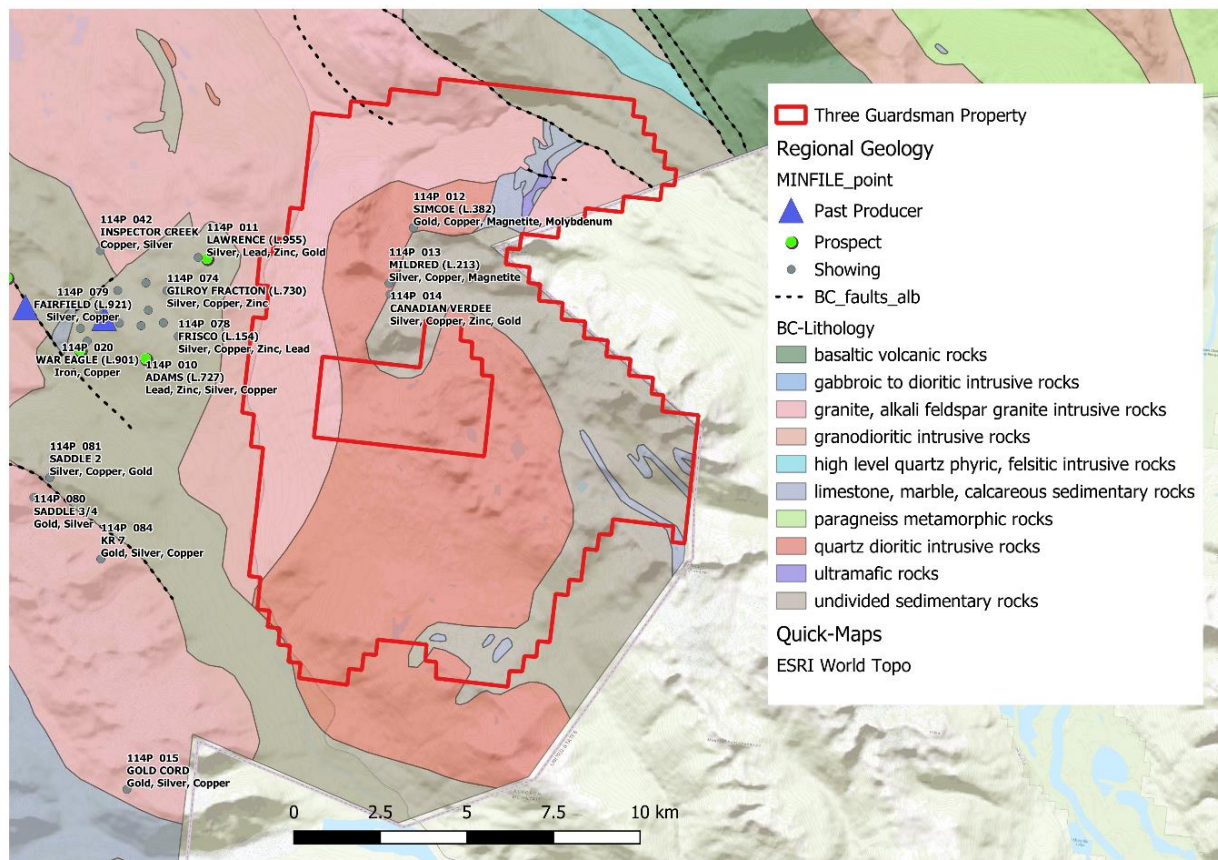 114P 012
SIMCOE (L.382)
Gold, Copper, Magnetite, Molybdenum
114P 042
INSPECTOR CREEK
Copper, Silver
114P 011
LAWRENCE (L.955)
Silver, Lead, Zinc, Gold
114P 013
MILDRED (L.213)
Silver, Copper, Magnetite
114P 074
GILROY FRACTION (L.730)
Silver, Copper, Zinc
114P 079
FAIRFIELD (L.921)
Silver, Copper
114P 014
CANADIAN VERDEE
Silver, Copper, Zinc, Gold
114P 078
FRISCO (L.154)
Silver, Copper, Zinc, Lead
114P 020
WAR EAGLE (L.901)
Iron, Copper
114P 010
ADAMS (L.727)
Lead, Zinc, Silver, Copper
114P 081
SADDLE 2
Silver, Copper, Gold
114P 080
SADDLE 3/4
Gold, Silver
114P 084
KR 7
Gold, Silver, Copper
114P 015
GOLD CORD
Gold, Silver, Copper
0 2.5 5 7.5 10 km
Three Guardsman Property
Regional Geology
MINFILE_point
Past Producer
Prospect
Showing
BC_faults_alb
BC-Lithology
basaltic volcanic rocks
gabbroic to dioritic intrusive rocks
granite, alkali feldspar granite intrusive rocks
granodioritic intrusive rocks
high level quartz phyric, felsitic intrusive rocks
limestone, marble, calcareous sedimentary rocks
paragneiss metamorphic rocks
quartz dioritic intrusive rocks
ultramafic rocks
undivided sedimentary rocks
Quick-Maps
ESRI World Topo